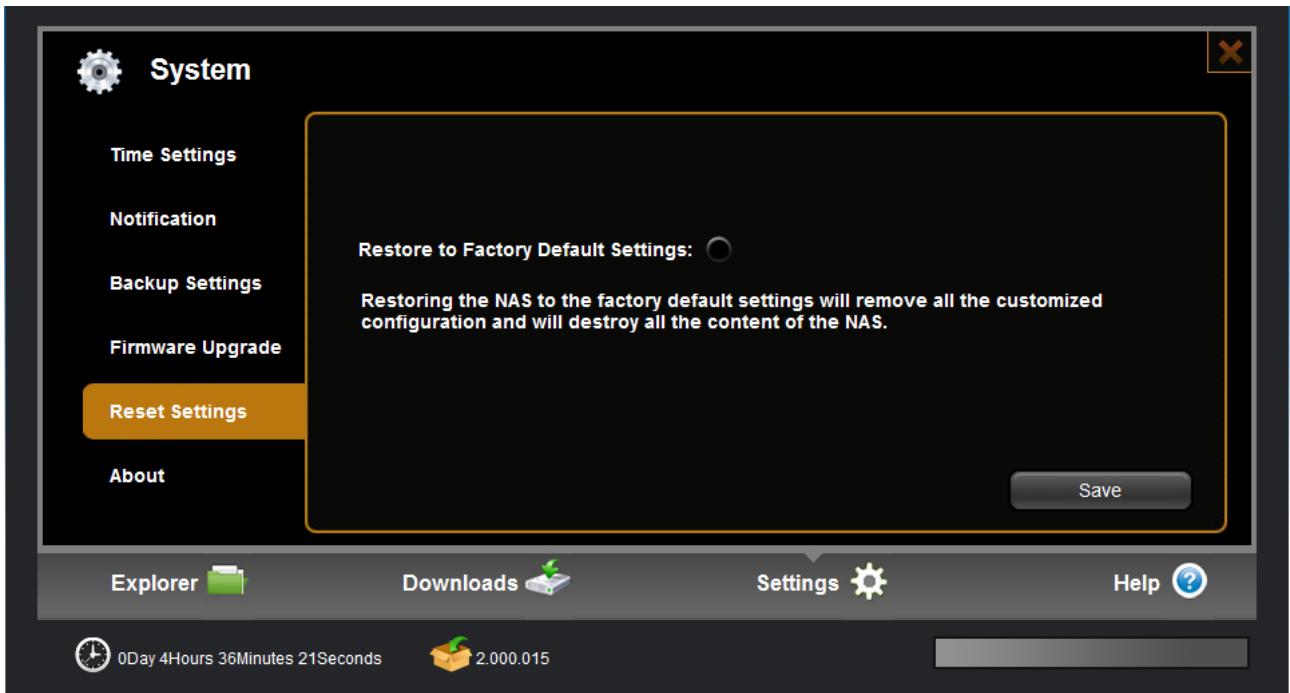 System
Time Settings
Notification
Backup Settings
Firmware Upgrade
Reset Settings
About
Restore to Factory Default Settings:
Restoring the NAS to the factory default settings will remove all the customized
configuration and will destroy all the content of the NAS.
Save
Explorer
Downloads
Settings
Help
0Day 4Hours 36Minutes 21Seconds
2.000.015